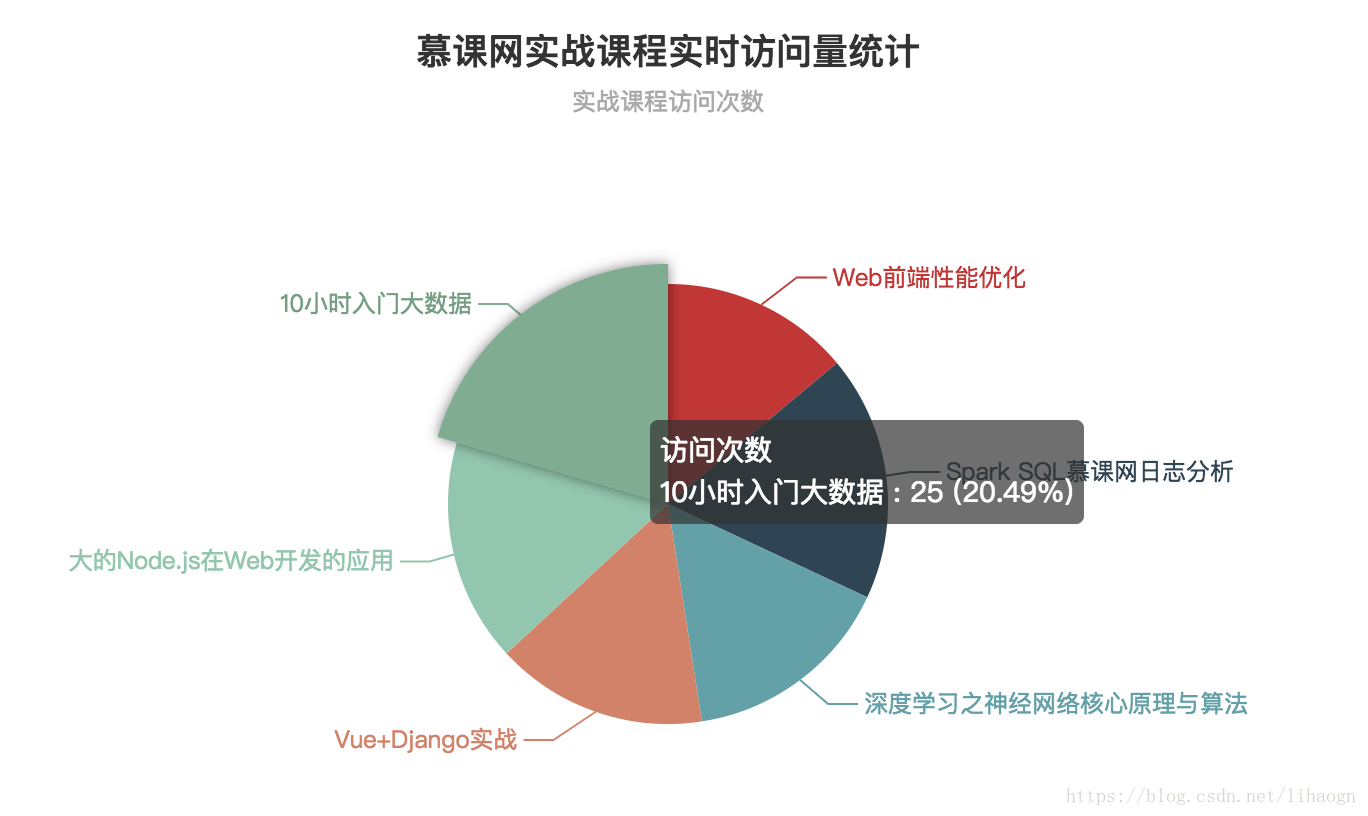 慕课网实战课程实时访问量统计
实战课程访问次数
Web前端性能优化
10小时入门大数据
访问次数
Spark SQL慕课网日志分析
10小时入门大数据 : 25 (20.49%)
大的Node.js在Web开发的应用
深度学习之神经网络核心原理与算法
Vue+Django实战
https://blog.csdn.net/lihaogn